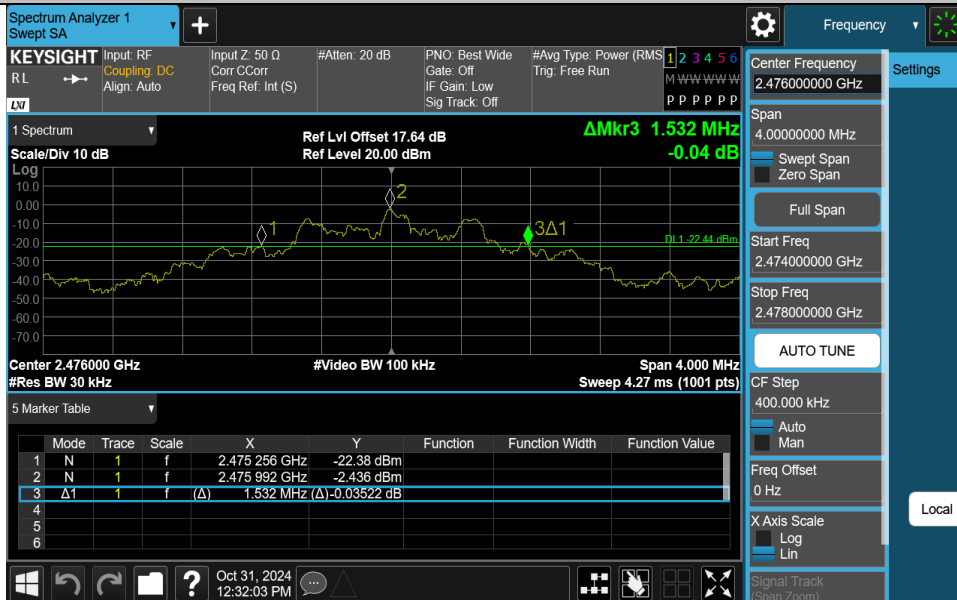 Spectrum Analyzer 1
Swept SA
+
Frequency
KEYSIGHT
RL
LXI
Input: RF
Coupling: DC
Align: Auto
Input Z: 50 Ω
Corr CCorr
Freq Ref: Int (S)
#Atten: 20 dB
PNO: Best Wide
Gate: Off
IF Gain: Low
Sig Track: Off
#Avg Type: Power (RMS
Trig: Free Run
1 2 3 4 5 6
M W W W W W
P P P P P P
1 Spectrum
Scale/Div 10 dB
Ref Lvl Offset 17.64 dB
Ref Level 20.00 dBm
ΔMkr3 1.532 MHz
-0.04 dB
Log
10.0
0.00
-10.0
-20.0
-30.0
-40.0
-50.0
-60.0
-70.0
1
2
3Δ1
DL1 -22.44 dBm
Center 2.476000 GHz
#Res BW 30 kHz
#Video BW 100 kHz
Span 4.000 MHz
Sweep 4.27 ms (1001 pts)
5 Marker Table
Mode Trace Scale X Y Function Function Width Function Value
1 N 1 f 2.475 256 GHz -22.38 dBm
2 N 1 f 2.475 992 GHz -2.436 dBm
3 Δ1 1 f (Δ) 1.532 MHz (Δ) -0.03522 dB
4
5
6
?
Oct 31, 2024
12:32:03 PM
Center Frequency
2.476000000 GHz
Span
4.00000000 MHz
Swept Span
Zero Span
Full Span
Start Freq
2.474000000 GHz
Stop Freq
2.478000000 GHz
AUTO TUNE
CF Step
400.000 kHz
Auto
Man
Freq Offset
0 Hz
X Axis Scale
Log
Lin
Signal Track
(Span Zoom)
Settings
Local